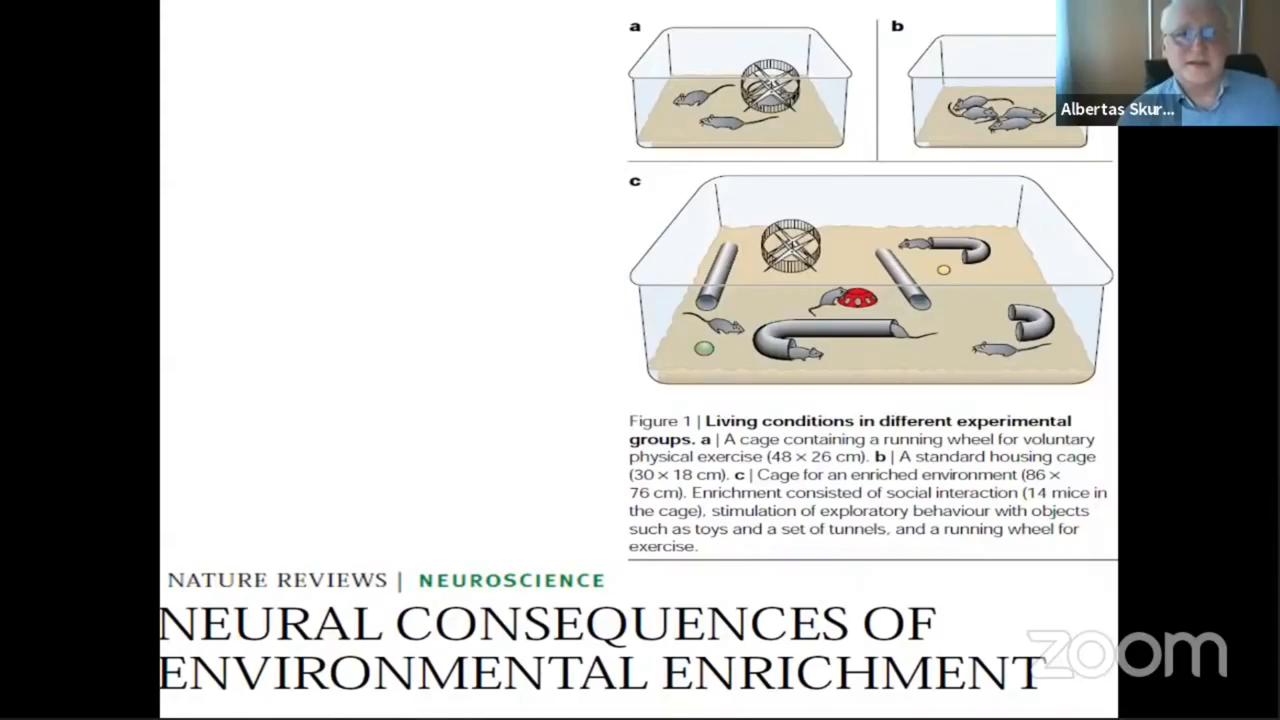 a
b
Albertas Skur...
c
Figure 1 | Living conditions in different experimental
groups. a | A cage containing a running wheel for voluntary
physical exercise (48 × 26 cm). b | A standard housing cage
(30 × 18 cm). c | Cage for an enriched environment (86 ×
76 cm). Enrichment consisted of social interaction (14 mice in
the cage), stimulation of exploratory behaviour with objects
such as toys and a set of tunnels, and a running wheel for
exercise.
NATURE REVIEWS | NEUROSCIENCE
NEURAL CONSEQUENCES OF
ENVIRONMENTAL ENRICHMENT
zoom